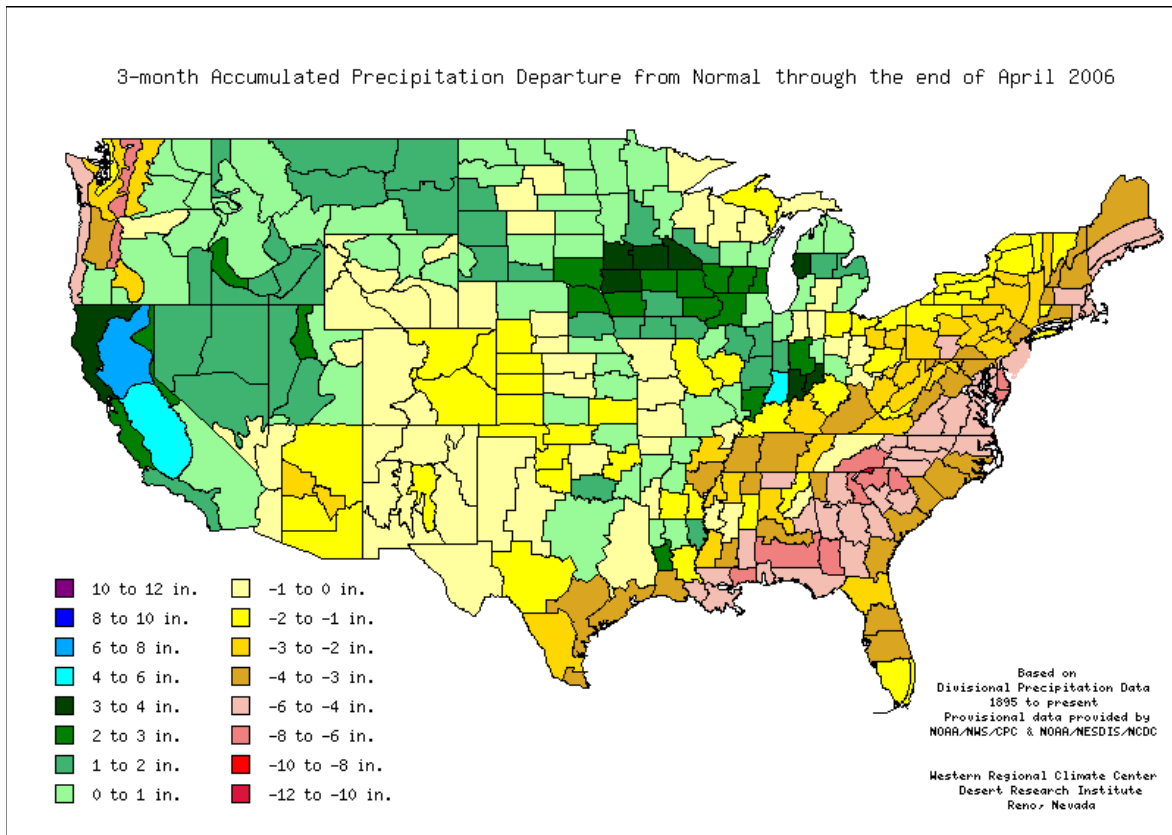 3-month Accumulated Precipitation Departure from Normal through the end of April 2006
10 to 12 in.
8 to 10 in.
6 to 8 in.
4 to 6 in.
3 to 4 in.
2 to 3 in.
1 to 2 in.
0 to 1 in.
-1 to 0 in.
-2 to -1 in.
-3 to -2 in.
-4 to -3 in.
-6 to -4 in.
-8 to -6 in.
-10 to -8 in.
-12 to -10 in.
Based on
Divisional Precipitation Data
1895 to present
Provisional data provided by
NOAA/NWS/CPC & NOAA/NESDIS/NCDC
Western Regional Climate Center
Desert Research Institute
Reno, Nevada